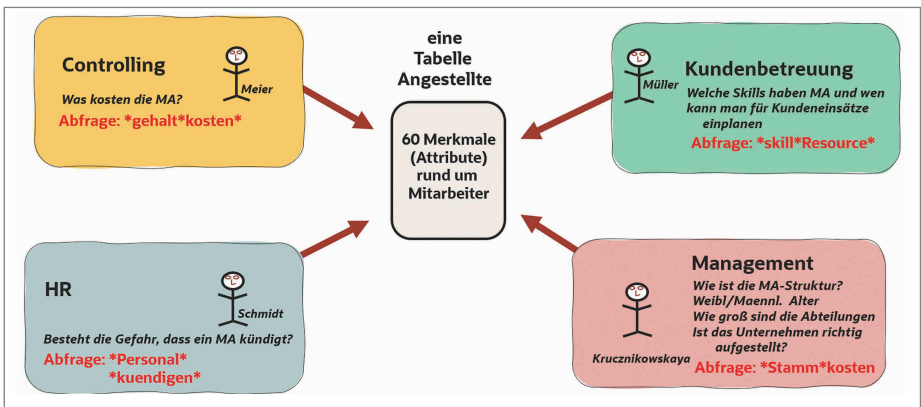 Controlling
Meier
Was kosten die MA?
Abfrage: *gehalt*kosten*
eine
Tabelle
Angestellte
60 Merkmale
(Attribute)
rund um
Mitarbeiter
Müller
Kundenbetreuung
Welche Skills haben MA und wen
kann man für Kundeneinsätze
einplanen
Abfrage: *skill*Resource*
HR
Schmidt
Besteht die Gefahr, dass ein MA kündigt?
Abfrage: *Personal*
*kuendigen*
Management
Wie ist die MA-Struktur?
Weibl/Maennl. Alter
Wie groß sind die Abteilungen
Ist das Unternehmen richtig
aufgestellt?
Krucznikowskaya
Abfrage: *Stamm*kosten